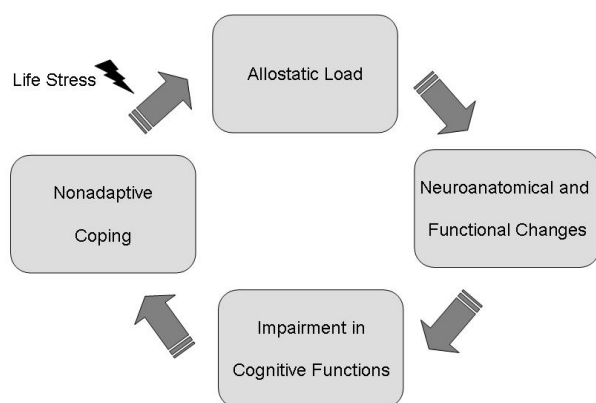 Life Stress
Allostatic Load
Neuroanatomical and
Functional Changes
Impairment in
Cognitive Functions
Nonadaptive
Coping